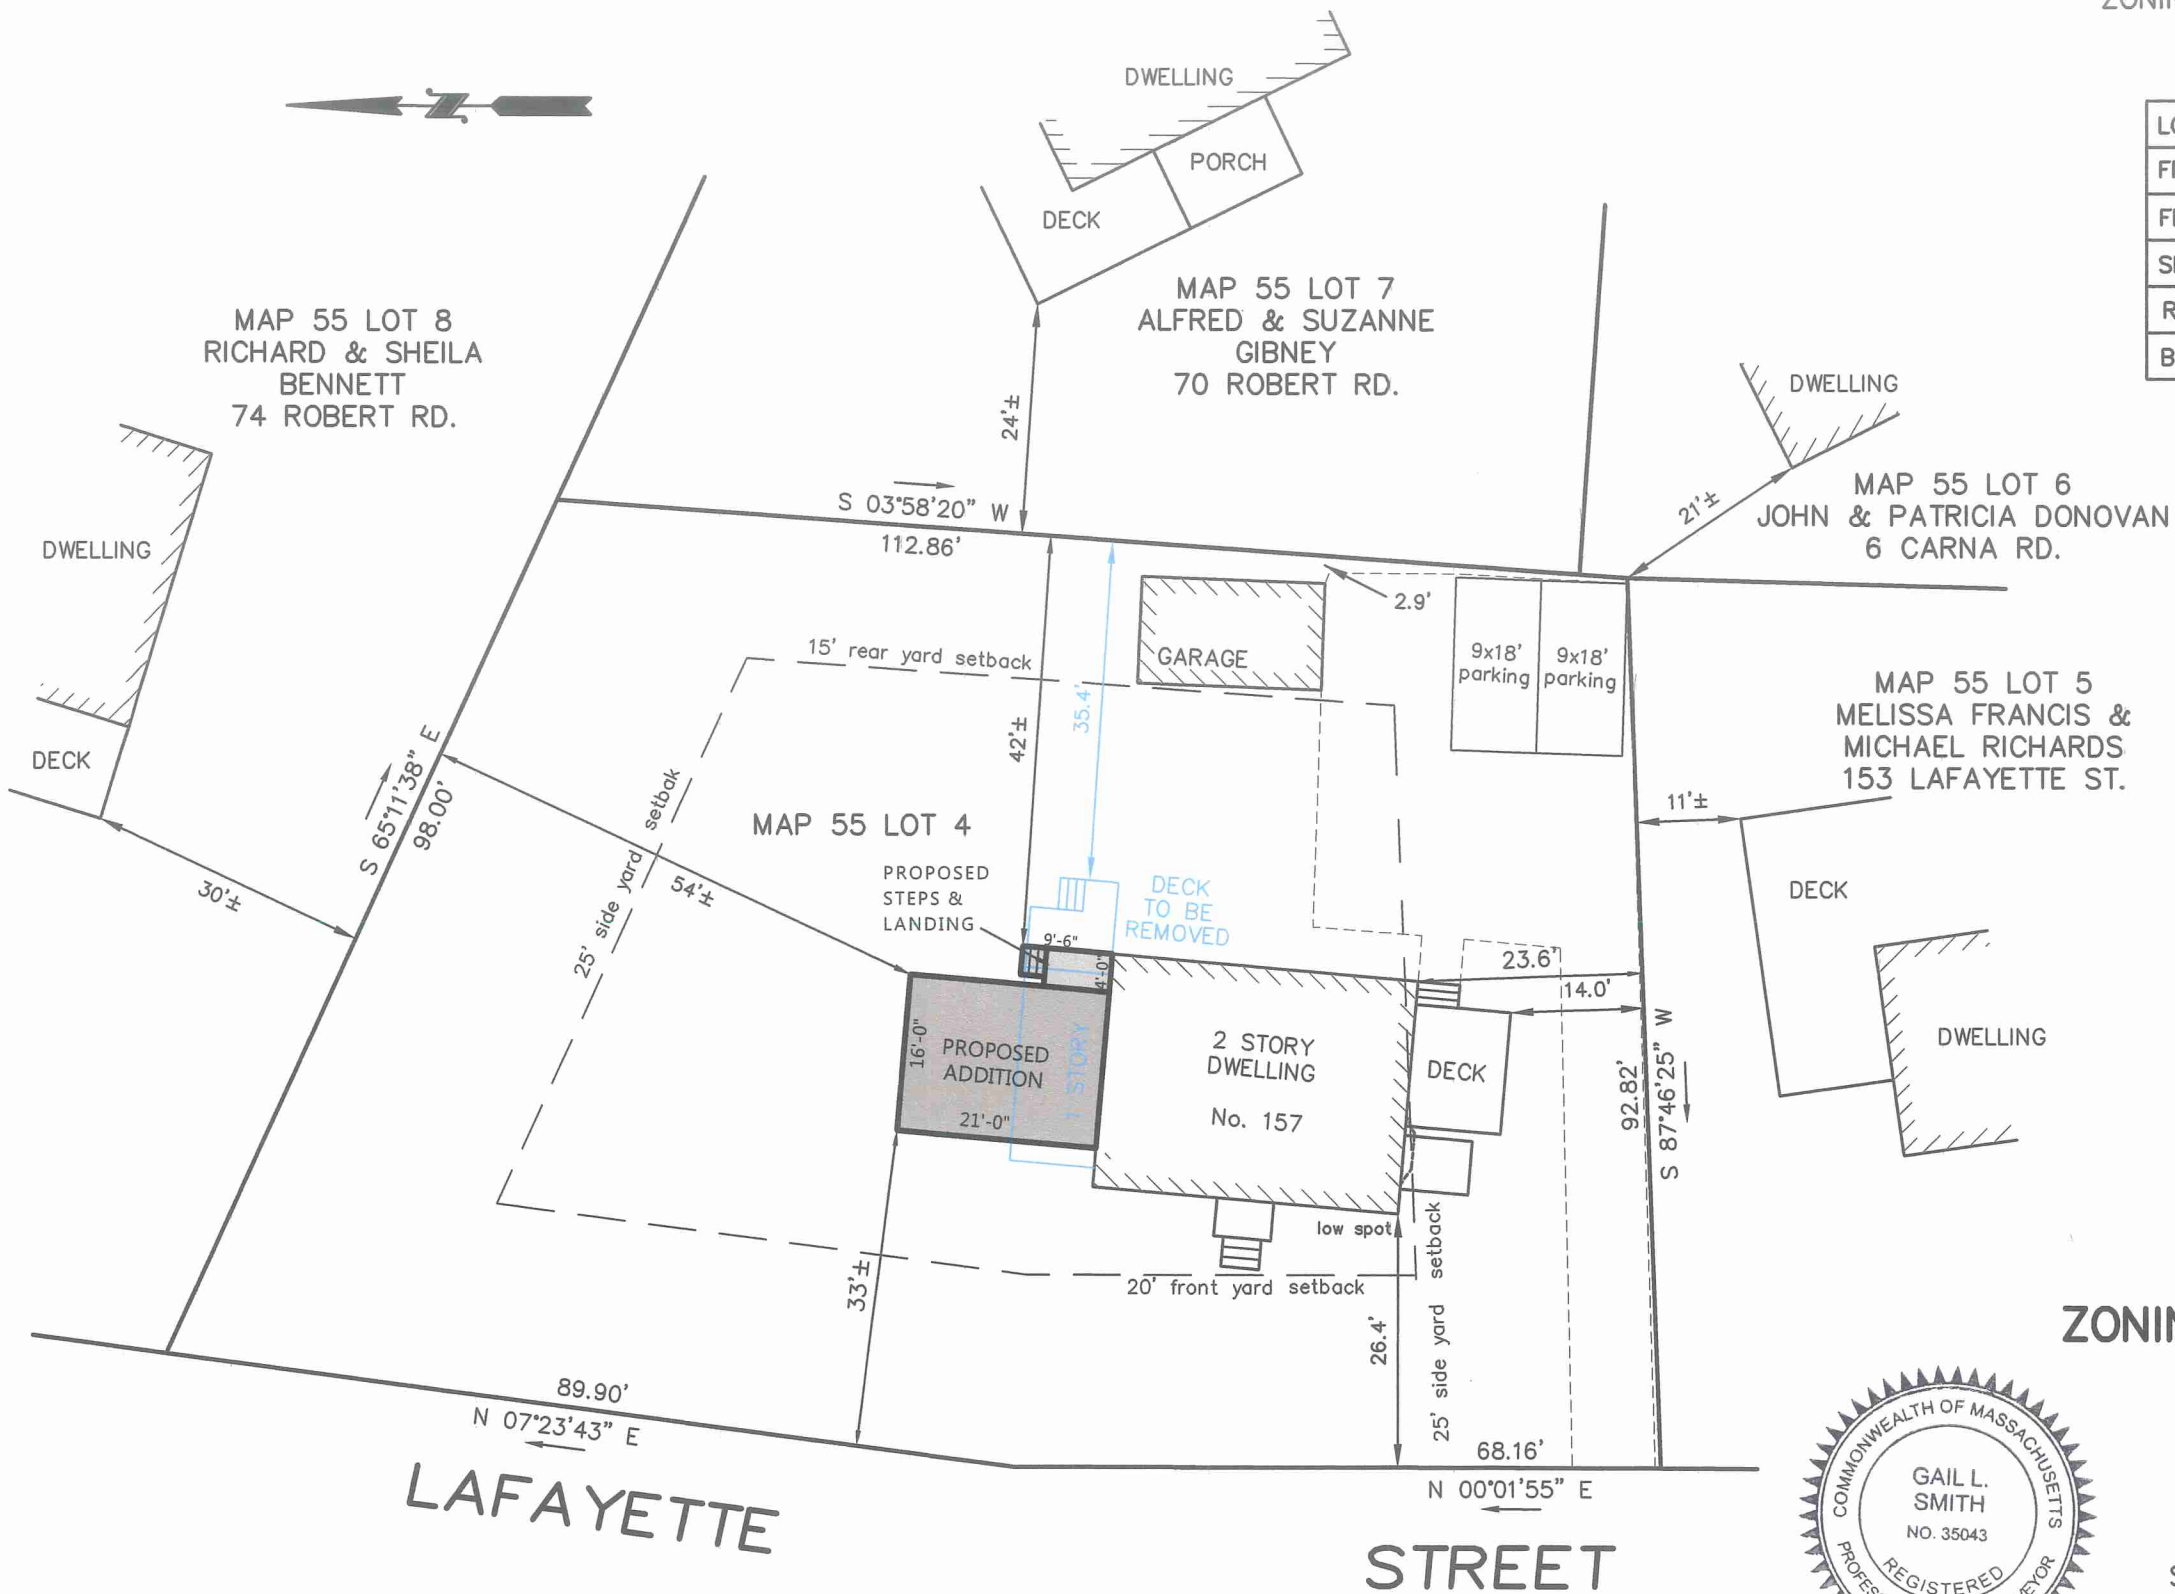 DWELLING
PORCH
DECK
MAP 55 LOT 7
ALFRED & SUZANNE
GIBNEY
70 ROBERT RD.
MAP 55 LOT 8
RICHARD & SHEILA
BENNETT
74 ROBERT RD.
24'±
DWELLING
MAP 55 LOT 6
JOHN & PATRICIA DONOVAN
6 CARNA RD.
21'±
S 03°58'20" W
112.86'
DWELLING
DECK
30'±
S 65°11'38" E
98.00'
15' rear yard setback
GARAGE
2.9'
9x18'
parking
9x18'
parking
MAP 55 LOT 5
MELISSA FRANCIS &
MICHAEL RICHARDS
153 LAFAYETTE ST.
11'±
DECK
DWELLING
42'±
35.4'
25' side yard setbak
54'±
MAP 55 LOT 4
PROPOSED
STEPS &
LANDING
DECK
TO BE
REMOVED
9'-6"
4'-0"
16'-0"
PROPOSED
ADDITION
21'-0"
1 STORY
2 STORY
DWELLING
No. 157
DECK
23.6'
14.0'
92.82'
S 87°46'25" W
low spot
20' front yard setback
25' side yard setback
33'±
26.4'
89.90'
N 07°23'43" E
68.16'
N 00°01'55" E
LAFAYETTE
STREET
COMMONWEALTH OF MASSACHUSETTS
GAIL L.
SMITH
NO. 35043
REGISTERED